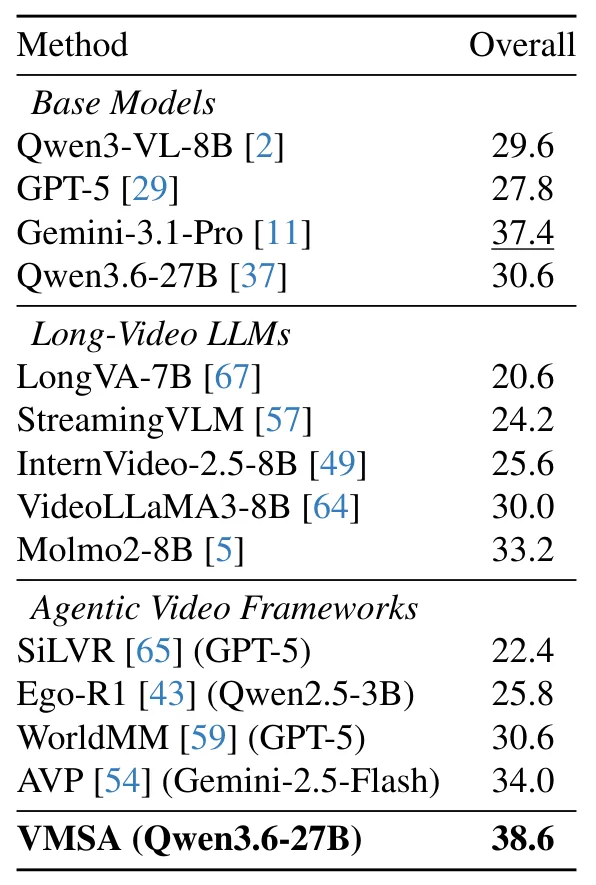 Method Overall
Base Models
Qwen3-VL-8B [2] 29.6
GPT-5 [29] 27.8
Gemini-3.1-Pro [11] 37.4
Qwen3.6-27B [37] 30.6
Long-Video LLMs
LongVA-7B [67] 20.6
StreamingVLM [57] 24.2
InternVideo-2.5-8B [49] 25.6
VideoLLaMA3-8B [64] 30.0
Molmo2-8B [5] 33.2
Agentic Video Frameworks
SiLVR [65] (GPT-5) 22.4
Ego-R1 [43] (Qwen2.5-3B) 25.8
WorldMM [59] (GPT-5) 30.6
AVP [54] (Gemini-2.5-Flash) 34.0
VMSA (Qwen3.6-27B) 38.6